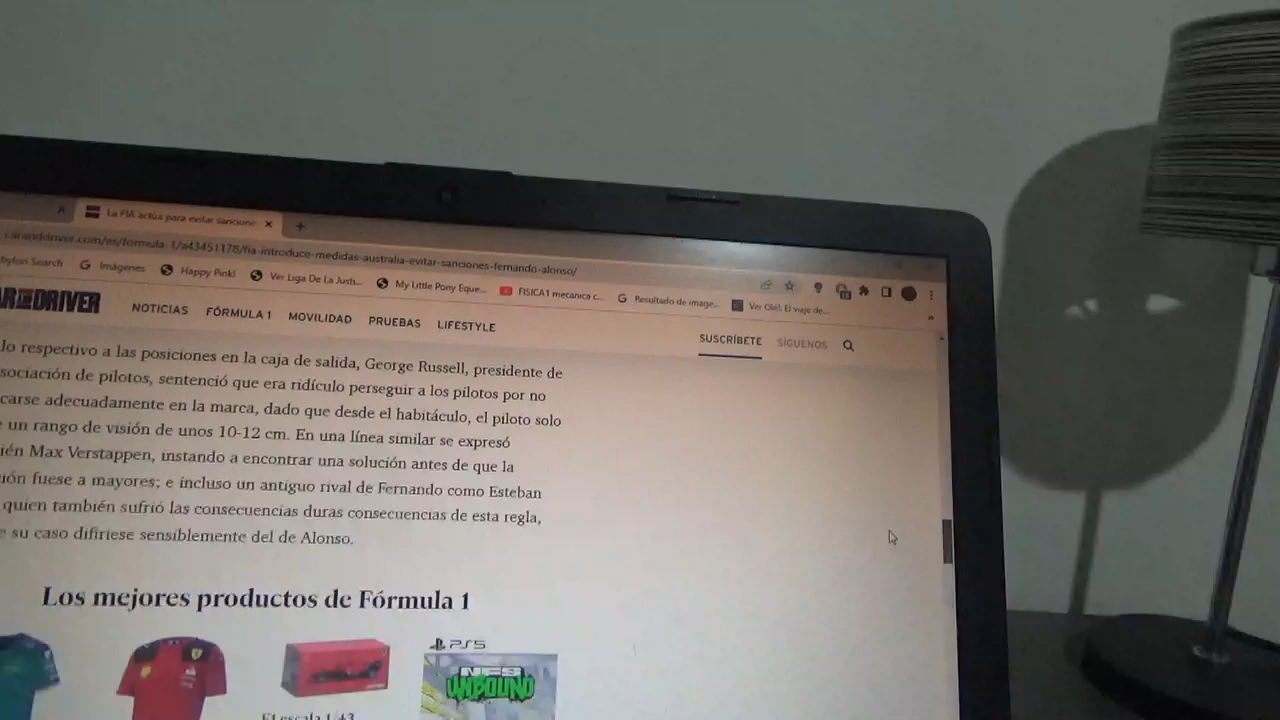 La FIA actúa para evitar sancione
caranddriver.com/es/formula-1/a43451178/fia-introduce-medidas-australia-evitar-sanciones-fernando-alonso/
Search Imágenes Happy Pink! Ver Liga De La Justi... My Little Pony Eque... FISICA1 mecanica c... Resultado de image... Ver Olé!. El viaje de...
DRIVER NOTICIAS FÓRMULA 1 MOVILIDAD PRUEBAS LIFESTYLE SUSCRÍBETE SÍGUENOS
lo respectivo a las posiciones en la caja de salida, George Russell, presidente de
sociación de pilotos, sentenció que era ridículo perseguir a los pilotos por no
carse adecuadamente en la marca, dado que desde el habitáculo, el piloto solo
e un rango de visión de unos 10-12 cm. En una línea similar se expresó
ién Max Verstappen, instando a encontrar una solución antes de que la
ión fuese a mayores; e incluso un antiguo rival de Fernando como Esteban
quien también sufrió las consecuencias duras consecuencias de esta regla,
e su caso difiriese sensiblemente del de Alonso.
Los mejores productos de Fórmula 1
PS5
NFS
UNBOUND
escala 1/43